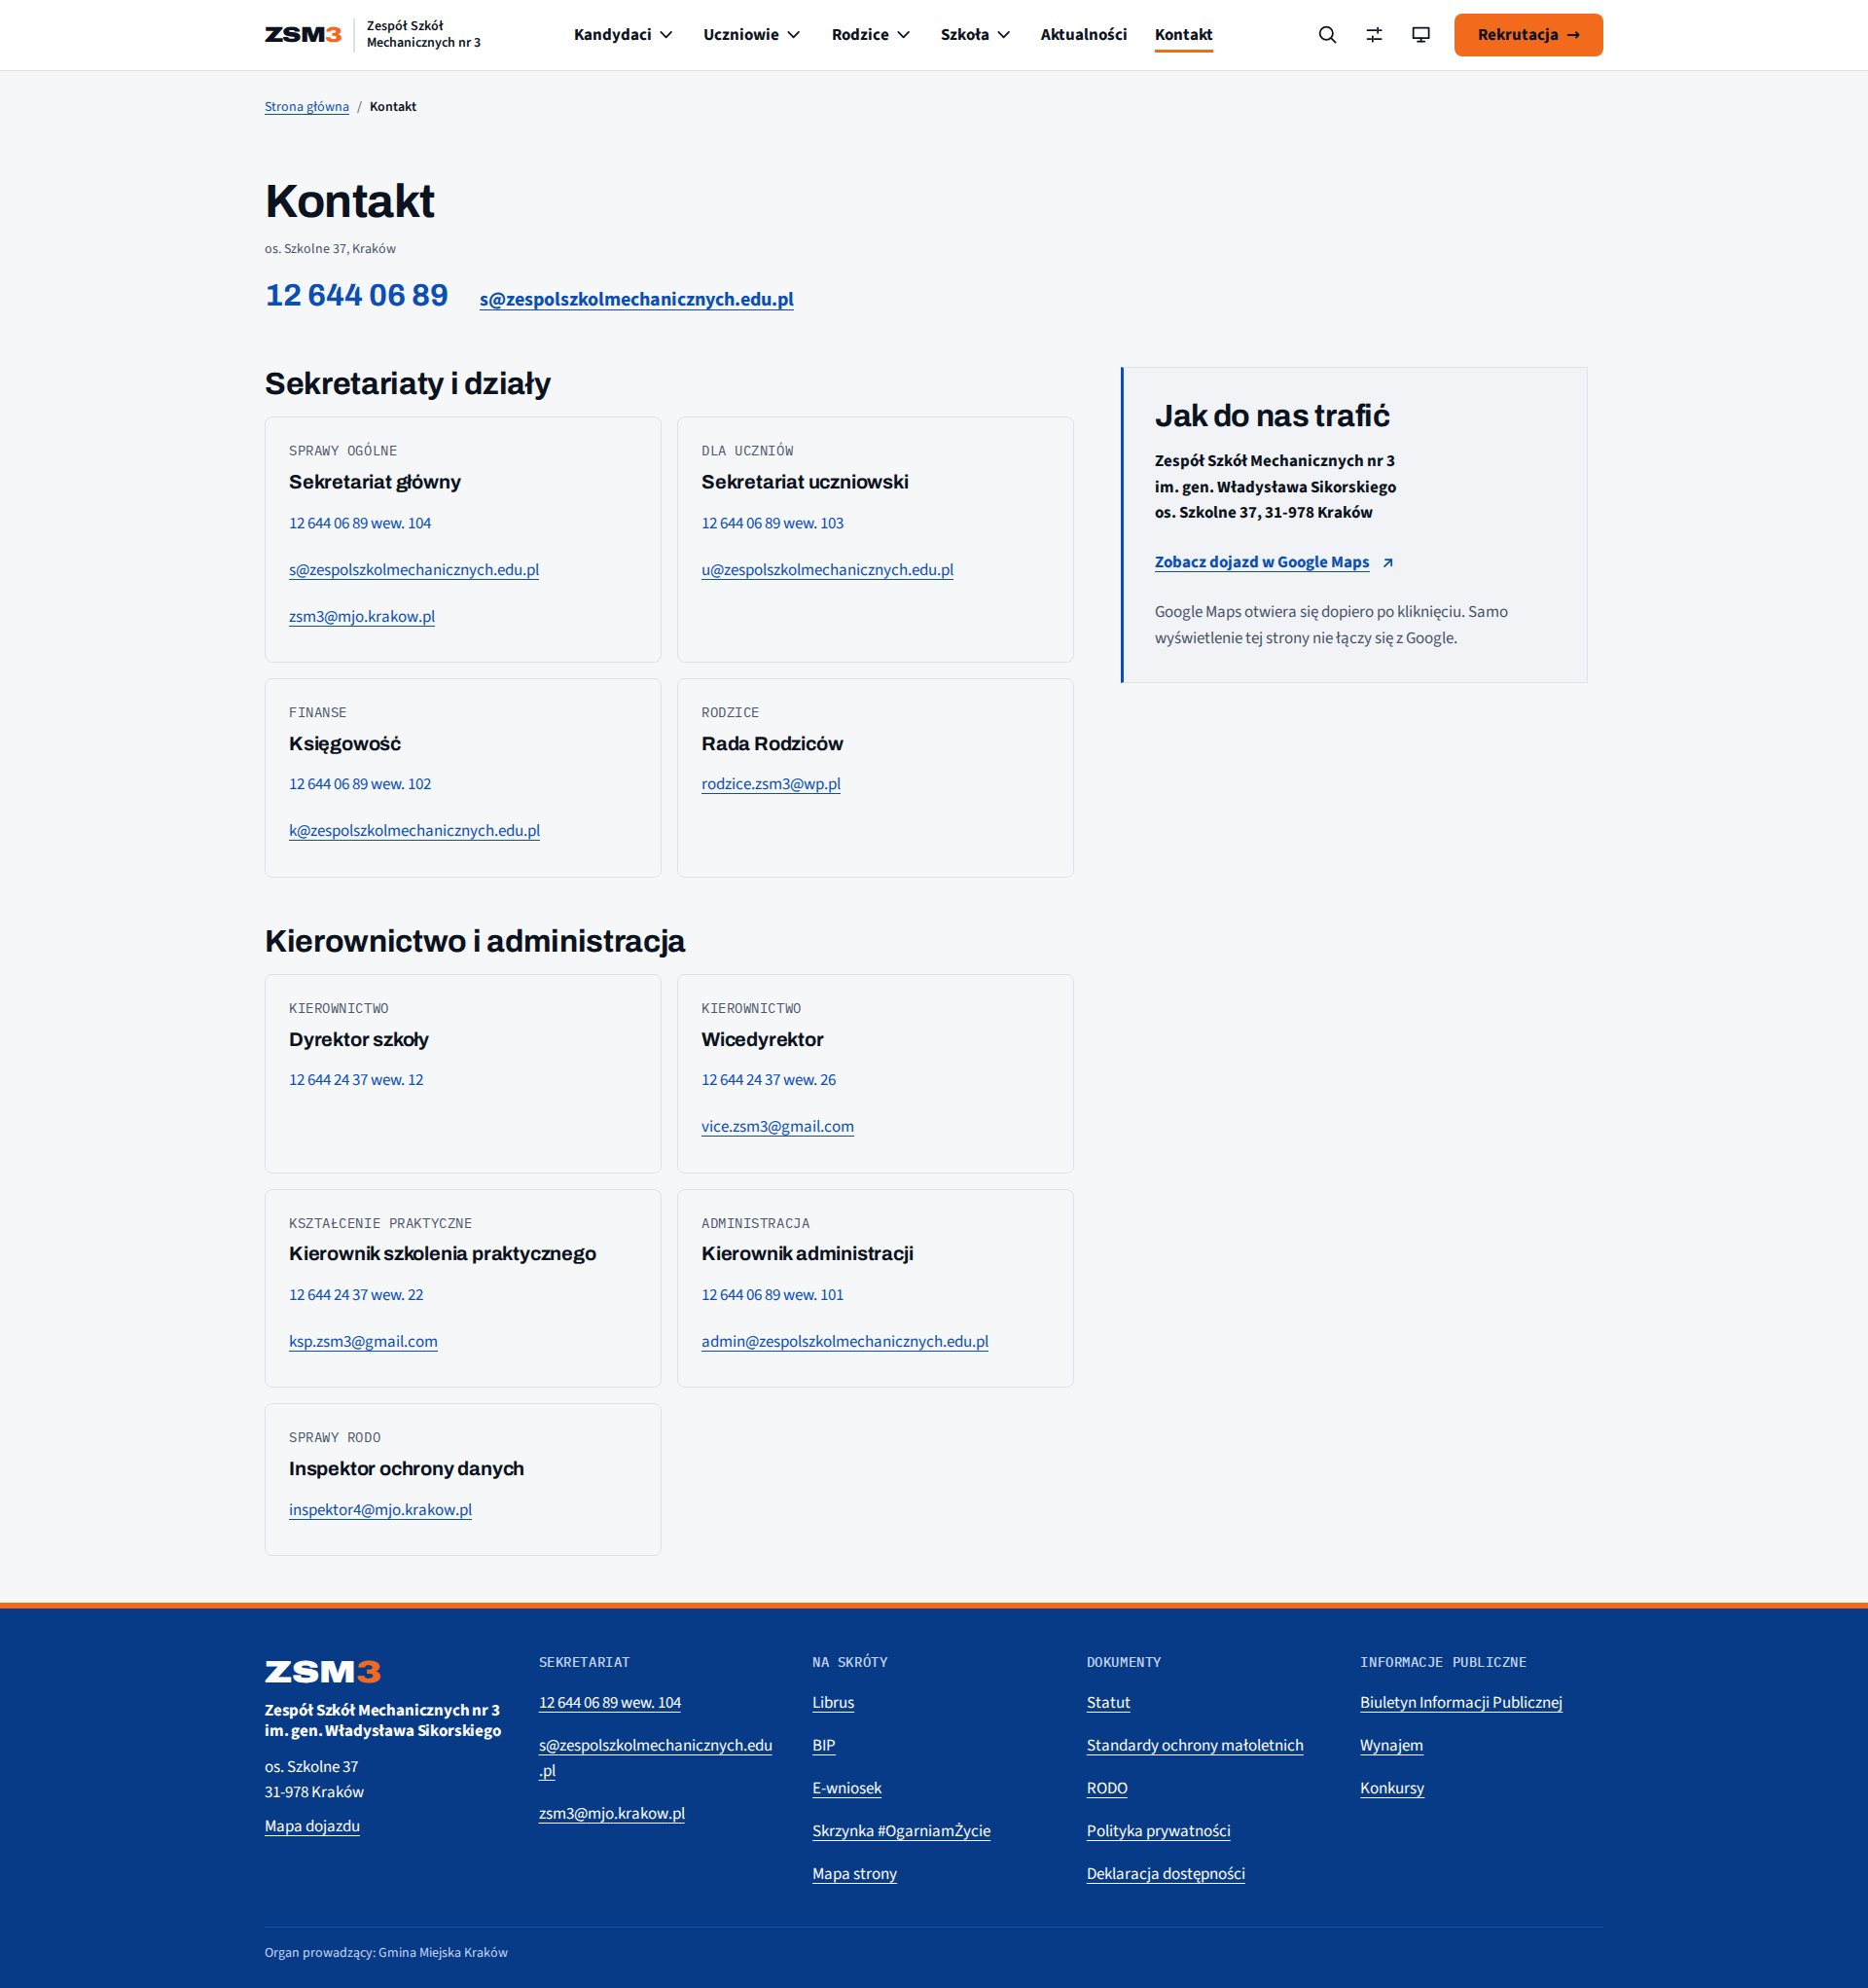 ZSM3
Zespół Szkół
Mechanicznych nr 3
Kandydaci
Uczniowie
Rodzice
Szkoła
Aktualności
Kontakt
Rekrutacja →
Strona główna / Kontakt
Kontakt
os. Szkolne 37, Kraków
12 644 06 89
s@zespolszkolmechanicznych.edu.pl
Sekretariaty i działy
SPRAWY OGÓLNE
Sekretariat główny
12 644 06 89 wew. 104
s@zespolszkolmechanicznych.edu.pl
zsm3@mjo.krakow.pl
DLA UCZNIÓW
Sekretariat uczniowski
12 644 06 89 wew. 103
u@zespolszkolmechanicznych.edu.pl
FINANSE
Księgowość
12 644 06 89 wew. 102
k@zespolszkolmechanicznych.edu.pl
RODZICE
Rada Rodziców
rodzice.zsm3@wp.pl
Jak do nas trafić
Zespół Szkół Mechanicznych nr 3
im. gen. Władysława Sikorskiego
os. Szkolne 37, 31-978 Kraków
Zobacz dojazd w Google Maps
Google Maps otwiera się dopiero po kliknięciu. Samo
wyświetlenie tej strony nie łączy się z Google.
Kierownictwo i administracja
KIEROWNICTWO
Dyrektor szkoły
12 644 24 37 wew. 12
KIEROWNICTWO
Wicedyrektor
12 644 24 37 wew. 26
vice.zsm3@gmail.com
KSZTAŁCENIE PRAKTYCZNE
Kierownik szkolenia praktycznego
12 644 24 37 wew. 22
ksp.zsm3@gmail.com
ADMINISTRACJA
Kierownik administracji
12 644 06 89 wew. 101
admin@zespolszkolmechanicznych.edu.pl
SPRAWY RODO
Inspektor ochrony danych
inspektor4@mjo.krakow.pl
ZSM3
Zespół Szkół Mechanicznych nr 3
im. gen. Władysława Sikorskiego
os. Szkolne 37
31-978 Kraków
Mapa dojazdu
SEKRETARIAT
12 644 06 89 wew. 104
s@zespolszkolmechanicznych.edu
.pl
zsm3@mjo.krakow.pl
NA SKRÓTY
Librus
BIP
E-wniosek
Skrzynka #OgarniamŻycie
Mapa strony
DOKUMENTY
Statut
Standardy ochrony małoletnich
RODO
Polityka prywatności
Deklaracja dostępności
INFORMACJE PUBLICZNE
Biuletyn Informacji Publicznej
Wynajem
Konkursy
Organ prowadzący: Gmina Miejska Kraków